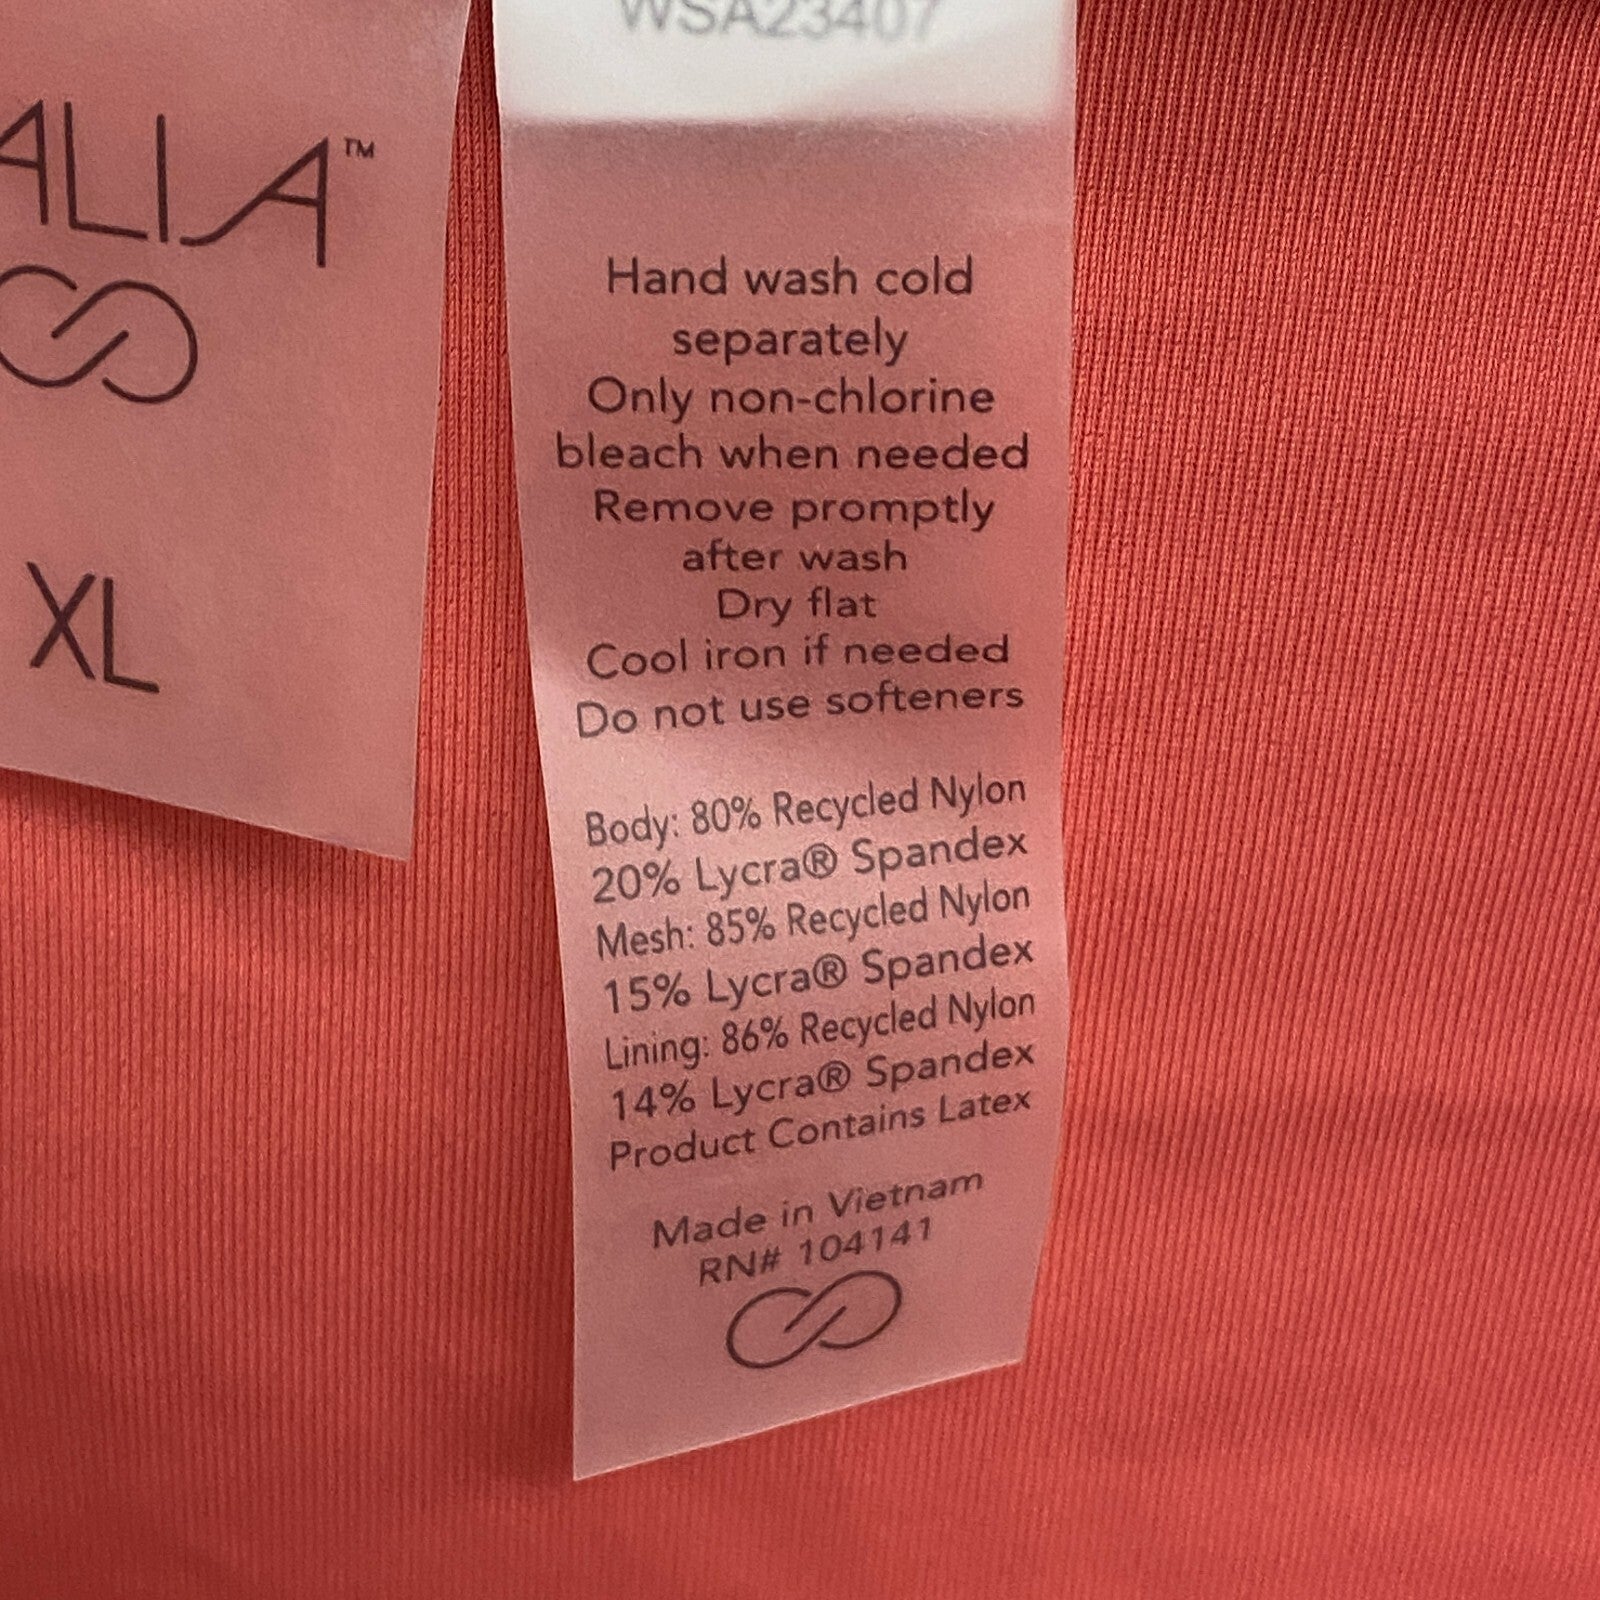 ALIA™
XL
WSA23407
Hand wash cold
separately
Only non-chlorine
bleach when needed
Remove promptly
after wash
Dry flat
Cool iron if needed
Do not use softeners
Body: 80% Recycled Nylon
20% Lycra® Spandex
Mesh: 85% Recycled Nylon
15% Lycra® Spandex
Lining: 86% Recycled Nylon
14% Lycra® Spandex
Product Contains Latex
Made in Vietnam
RN# 104141